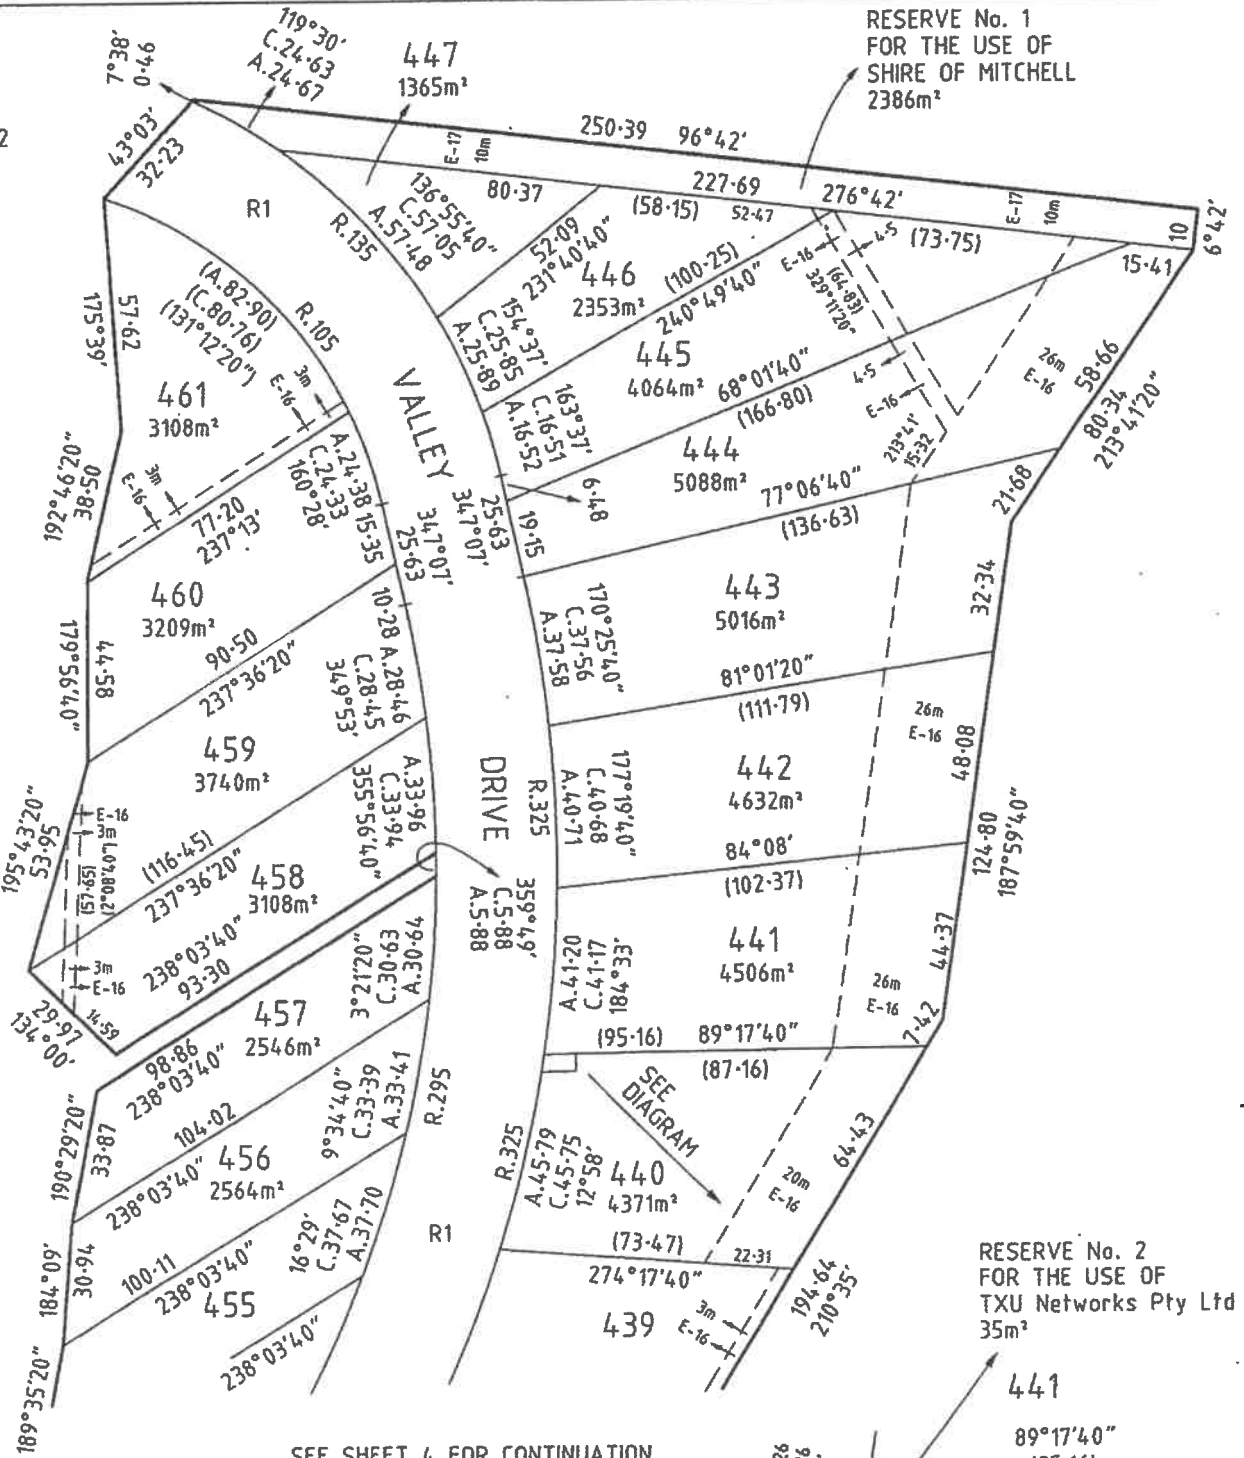 RESERVE No. 1
FOR THE USE OF
SHIRE OF MITCHELL
2386m²
119°30'
C.24·63
A.24·67
7°38'
0·46
447
1365m²
2
43°03'
32·23
250·39 96°42'
E-17
10m
80·37
227·69 276°42'
(58·15) 52·47
E-17
10m
(73·75)
10
6°42'
15·41
R1
R.135
136°55'40"
C.57·05
A.57·48
52·09
231°40'40"
446
2353m²
(100·25)
240°49'40"
E-16
4·5
(64·83)
329°11'20"
154°37'
C.25·85
A.25·89
445
4064m²
4·5
E-16
26m
E-16
58·66
80·34
213°41'20"
(A.82·90)
(C.80·76)
(131°12'20")
R.105
57·62
175°39'
461
3108m²
3m
E-16
VALLEY
163°37'
C.16·51
A.16·52
68°01'40"
(166·80)
213°41'
15·32
444
5088m²
6·48
77°06'40"
(136·63)
21·68
192°46'20"
38·50
3m
E-16
77·20
237°13'
A.24·38
C.24·33
160°28'
15·35
347°07'
25·63
25·63
347°07'
19·15
460
3209m²
44·58
179°56'40"
90·50
237°36'20"
10·28
A.28·46
C.28·45
349°53'
170°25'40"
C.37·56
A.37·58
443
5016m²
32·34
81°01'20"
(111·79)
459
3740m²
26m
E-16
48·08
DRIVE
R.325
177°19'40"
C.40·68
A.40·71
442
4632m²
124·80
187°59'40"
84°08'
(102·37)
A.33·96
C.33·94
355°56'40"
195°43'20"
53·95
E-16
3m
(57·65)
(116·45)
237°36'20"
458
3108m²
359°49'
C.5·88
A.5·88
238°03'40"
93·30
3m
E-16
29·97
134°00'
14·59
441
4506m²
A.41·20
C.41·17
184°33'
44·37
26m
E-16
7·42
(95·16) 89°17'40"
(87·16)
457
2546m²
3°21'20"
C.30·63
A.30·64
98·86
238°03'40"
190°29'20"
33·87
104·02
238°03'40"
456
2564m²
9°34'40"
C.33·39
A.33·41
R.295
SEE
DIAGRAM
R.325
A.45·79
C.45·75
12°58'
440
4371m²
64·43
20m
E-16
(73·47)
22·31
274°17'40"
184°09'
30·94
100·11
238°03'40"
455
16°29'
C.37·67
A.37·70
R1
439
3m
E-16
194·64
210°35'
238°03'40"
189°35'20"
RESERVE No. 2
FOR THE USE OF
TXU Networks Pty Ltd
35m²
441
89°17'40"
SEE SHEET 4 FOR CONTINUATION